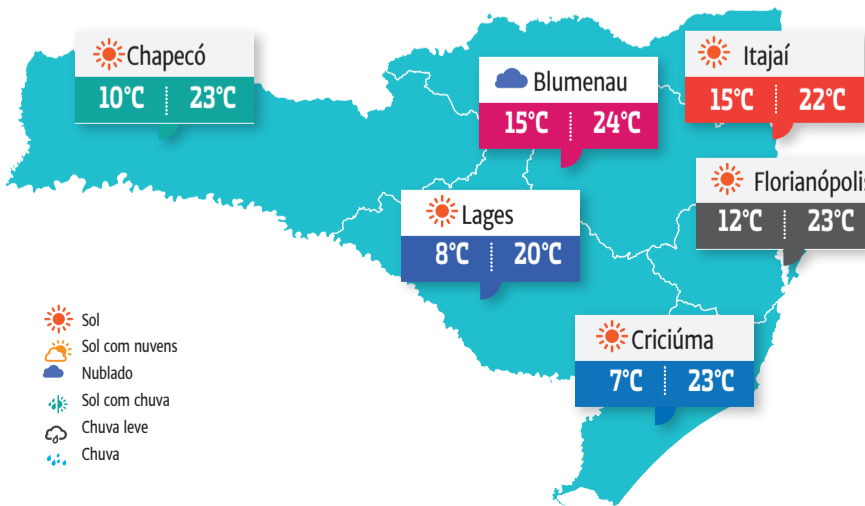 Chapecó
10°C 23°C
Blumenau
15°C 24°C
Itajaí
15°C 22°C
Florianópolis
12°C 23°C
Lages
8°C 20°C
Criciúma
7°C 23°C
Sol
Sol com nuvens
Nublado
Sol com chuva
Chuva leve
Chuva